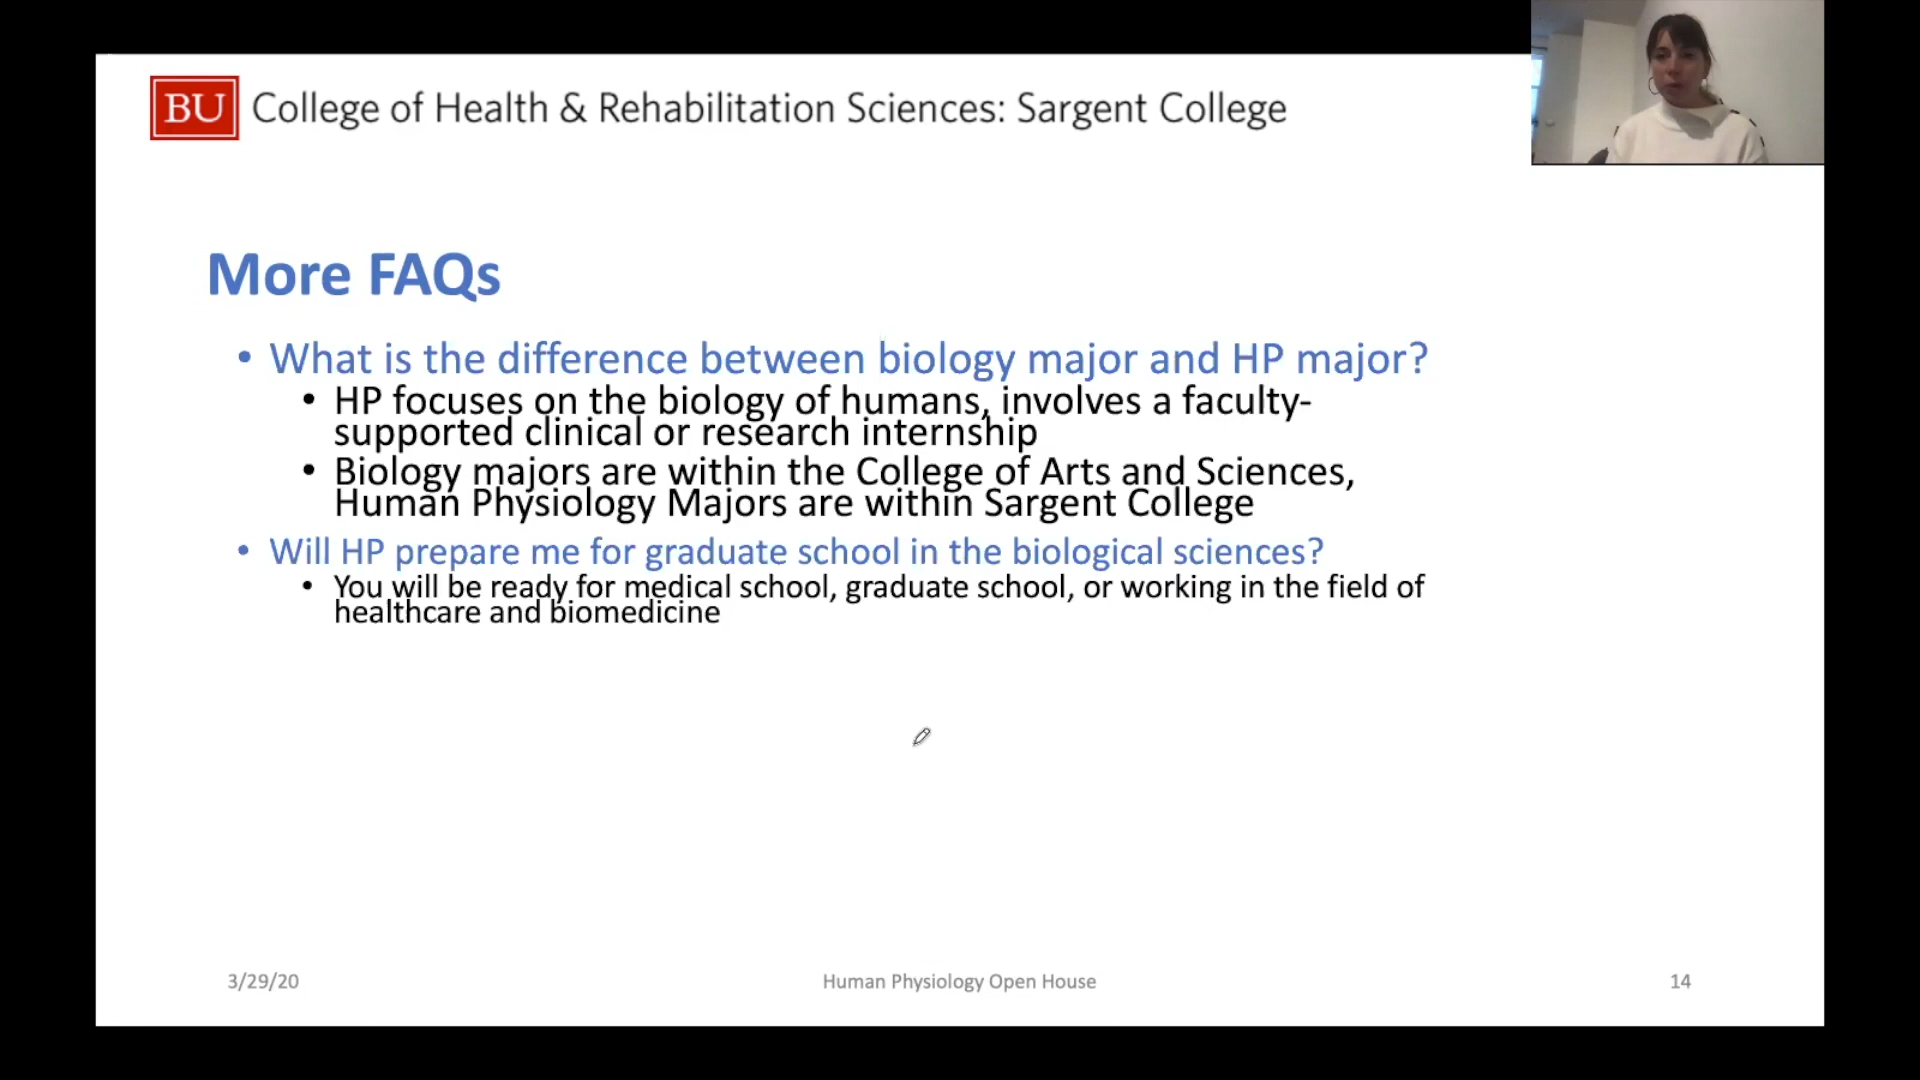 BU College of Health & Rehabilitation Sciences: Sargent College
More FAQs
• What is the difference between biology major and HP major?
• HP focuses on the biology of humans, involves a faculty-
supported clinical or research internship
• Biology majors are within the College of Arts and Sciences,
Human Physiology Majors are within Sargent College
• Will HP prepare me for graduate school in the biological sciences?
• You will be ready for medical school, graduate school, or working in the field of
healthcare and biomedicine
3/29/20 Human Physiology Open House 14